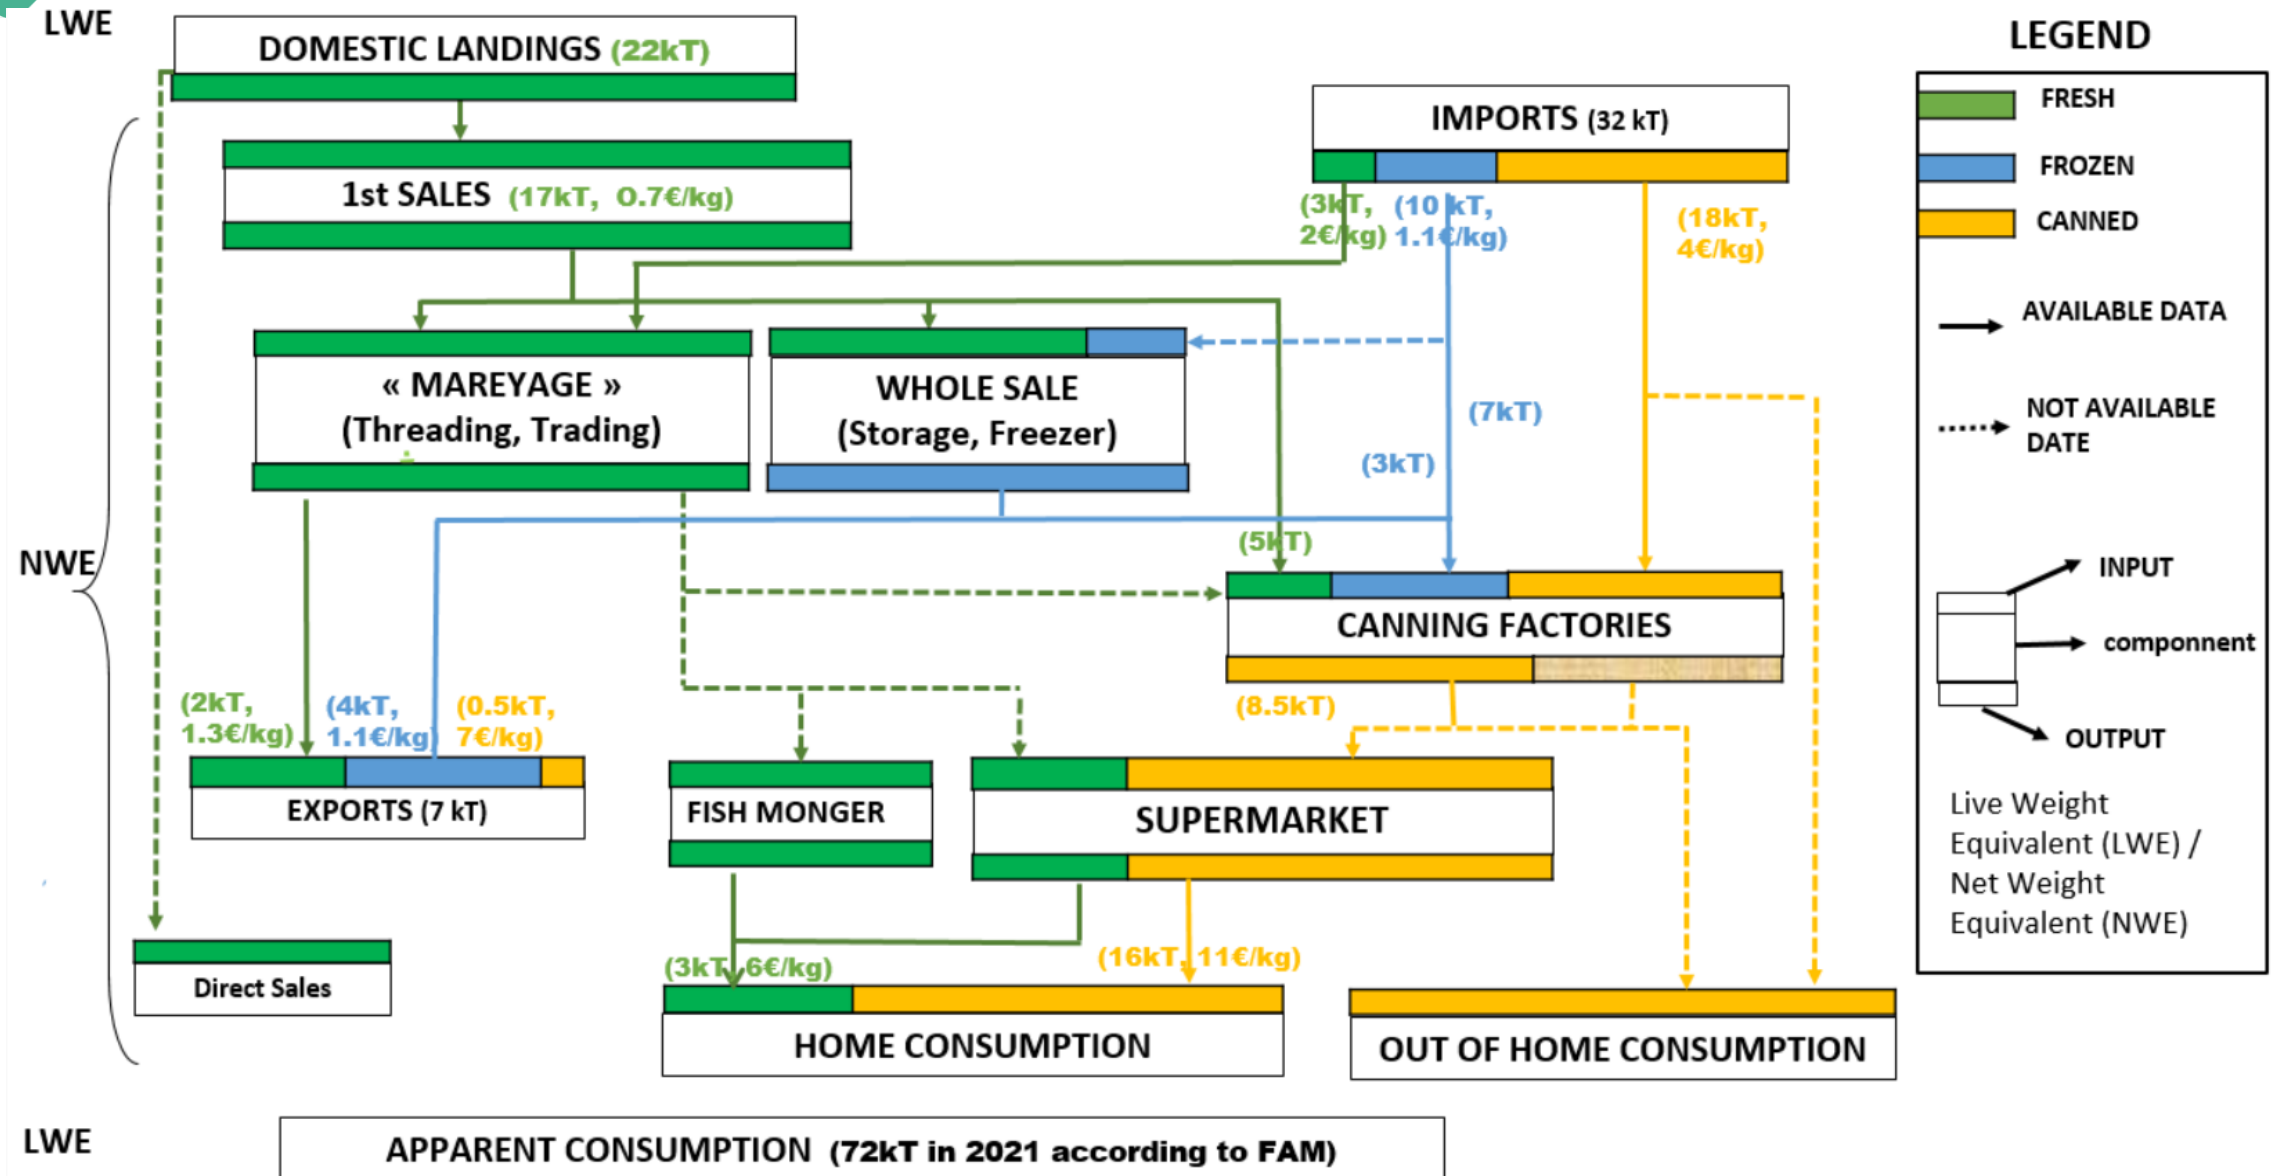 LWE
DOMESTIC LANDINGS (22kT)
LEGEND
FRESH
IMPORTS (32 kT)
FROZEN
1st SALES (17kT, 0.7€/kg)
(3kT,
2€/kg)
(10 kT,
1.1€/kg)
(18kT,
4€/kg)
CANNED
AVAILABLE DATA
« MAREYAGE »
(Threading, Trading)
WHOLE SALE
(Storage, Freezer)
(7kT)
(3kT)
NOT AVAILABLE
DATE
NWE
(5kT)
INPUT
CANNING FACTORIES
componnent
(2kT,
1.3€/kg)
(4kT,
1.1€/kg)
(0.5kT,
7€/kg)
(8.5kT)
OUTPUT
EXPORTS (7 kT)
FISH MONGER
SUPERMARKET
Live Weight
Equivalent (LWE) /
Net Weight
Equivalent (NWE)
(3kT, 6€/kg)
(16kT, 11€/kg)
Direct Sales
HOME CONSUMPTION
OUT OF HOME CONSUMPTION
LWE
APPARENT CONSUMPTION (72kT in 2021 according to FAM)